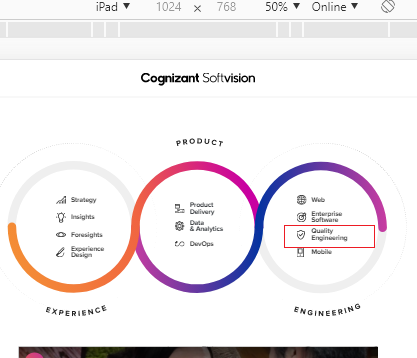 iPad ▼ 1024 × 768 50% ▼ Online ▼
Cognizant Softvision
PRODUCT
Strategy
Insights
Foresights
Experience
Design
Product
Delivery
Data
& Analytics
DevOps
Web
Enterprise
Software
Quality
Engineering
Mobile
EXPERIENCE
ENGINEERING